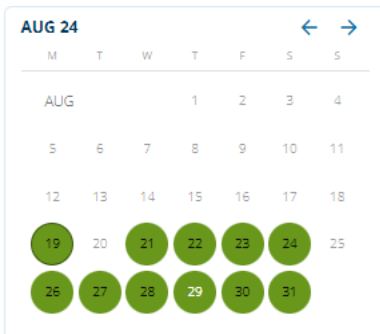 AUG 24 ← →
M T W T F S S
AUG 1 2 3 4
5 6 7 8 9 10 11
12 13 14 15 16 17 18
19 20 21 22 23 24 25
26 27 28 29 30 31